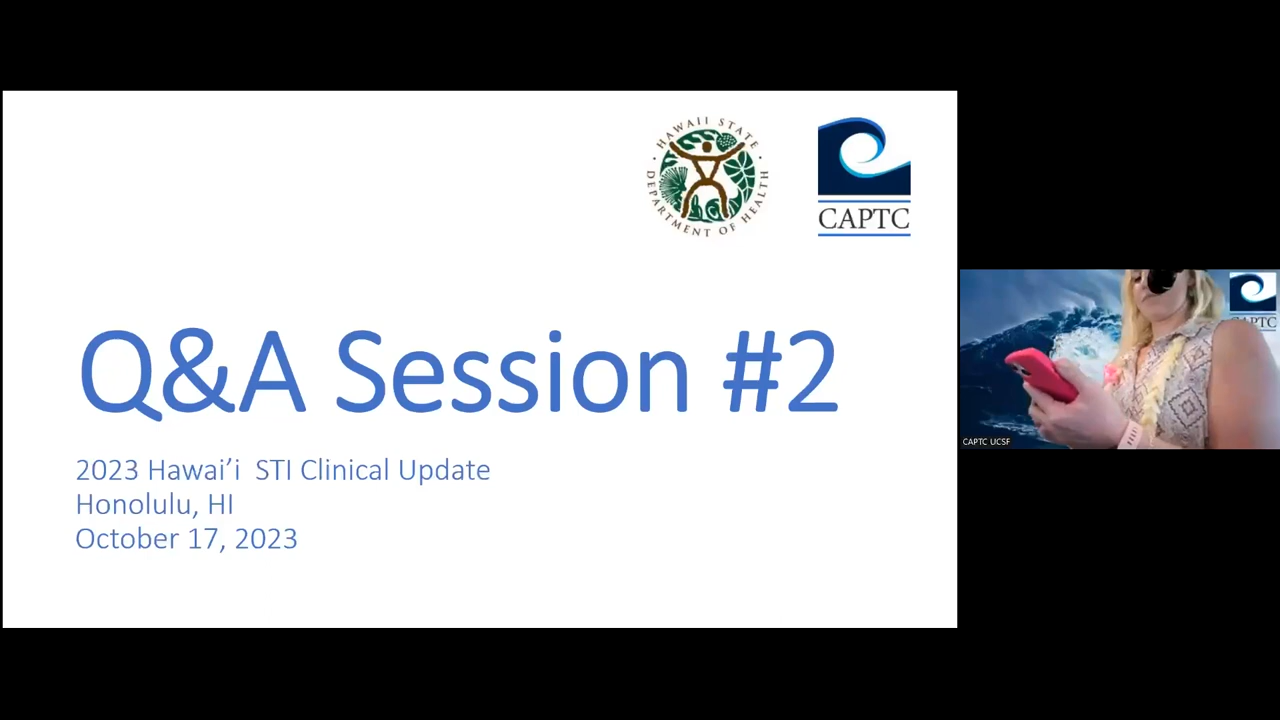 HAWAII STATE
DEPARTMENT OF HEALTH
CAPTC
Q&A Session #2
2023 Hawai’i  STI Clinical Update
Honolulu, HI
October 17, 2023
CAPTC
CAPTC UCSF